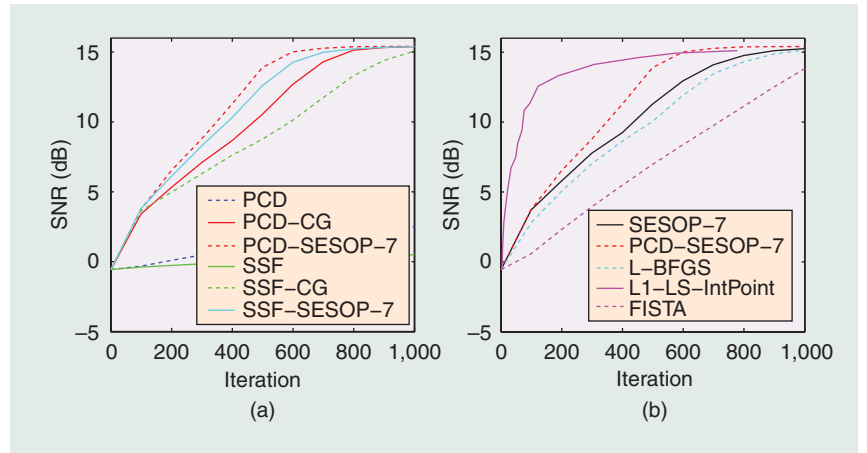 15
10
5
0
–5
SNR (dB)
PCD
PCD–CG
PCD–SESOP–7
SSF
SSF–CG
SSF–SESOP–7
0 200 400 600 800 1,000
Iteration
(a)
15
10
5
0
–5
SNR (dB)
SESOP–7
PCD–SESOP–7
L–BFGS
L1–LS–IntPoint
FISTA
0 200 400 600 800 1,000
Iteration
(b)